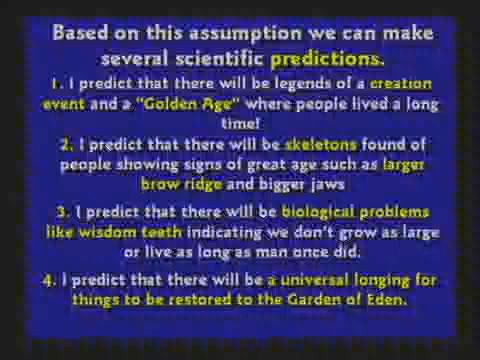 Based on this assumption we can make
several scientific predictions.
1. I predict that there will be legends of a creation
event and a "Golden Age" where people lived a long
time!
2. I predict that there will be skeletons found of
people showing signs of great age such as larger
brow ridge and bigger jaws
3. I predict that there will be biological problems
like wisdom teeth indicating we don't grow as large
or live as long as man once did.
4. I predict that there will be a universal longing for
things to be restored to the Garden of Eden.